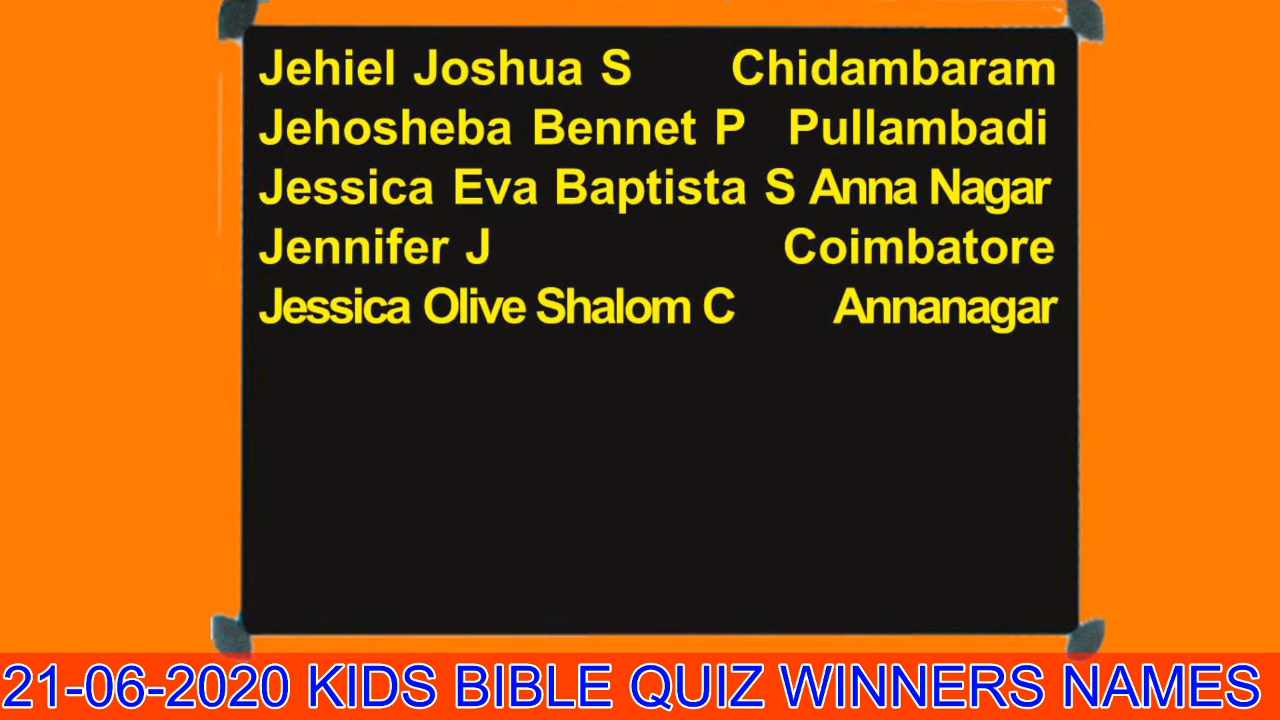 Jehiel Joshua S Chidambaram
Jehosheba Bennet P Pullambadi
Jessica Eva Baptista S Anna Nagar
Jennifer J Coimbatore
Jessica Olive Shalom C Annanagar
21-06-2020 KIDS BIBLE QUIZ WINNERS NAMES